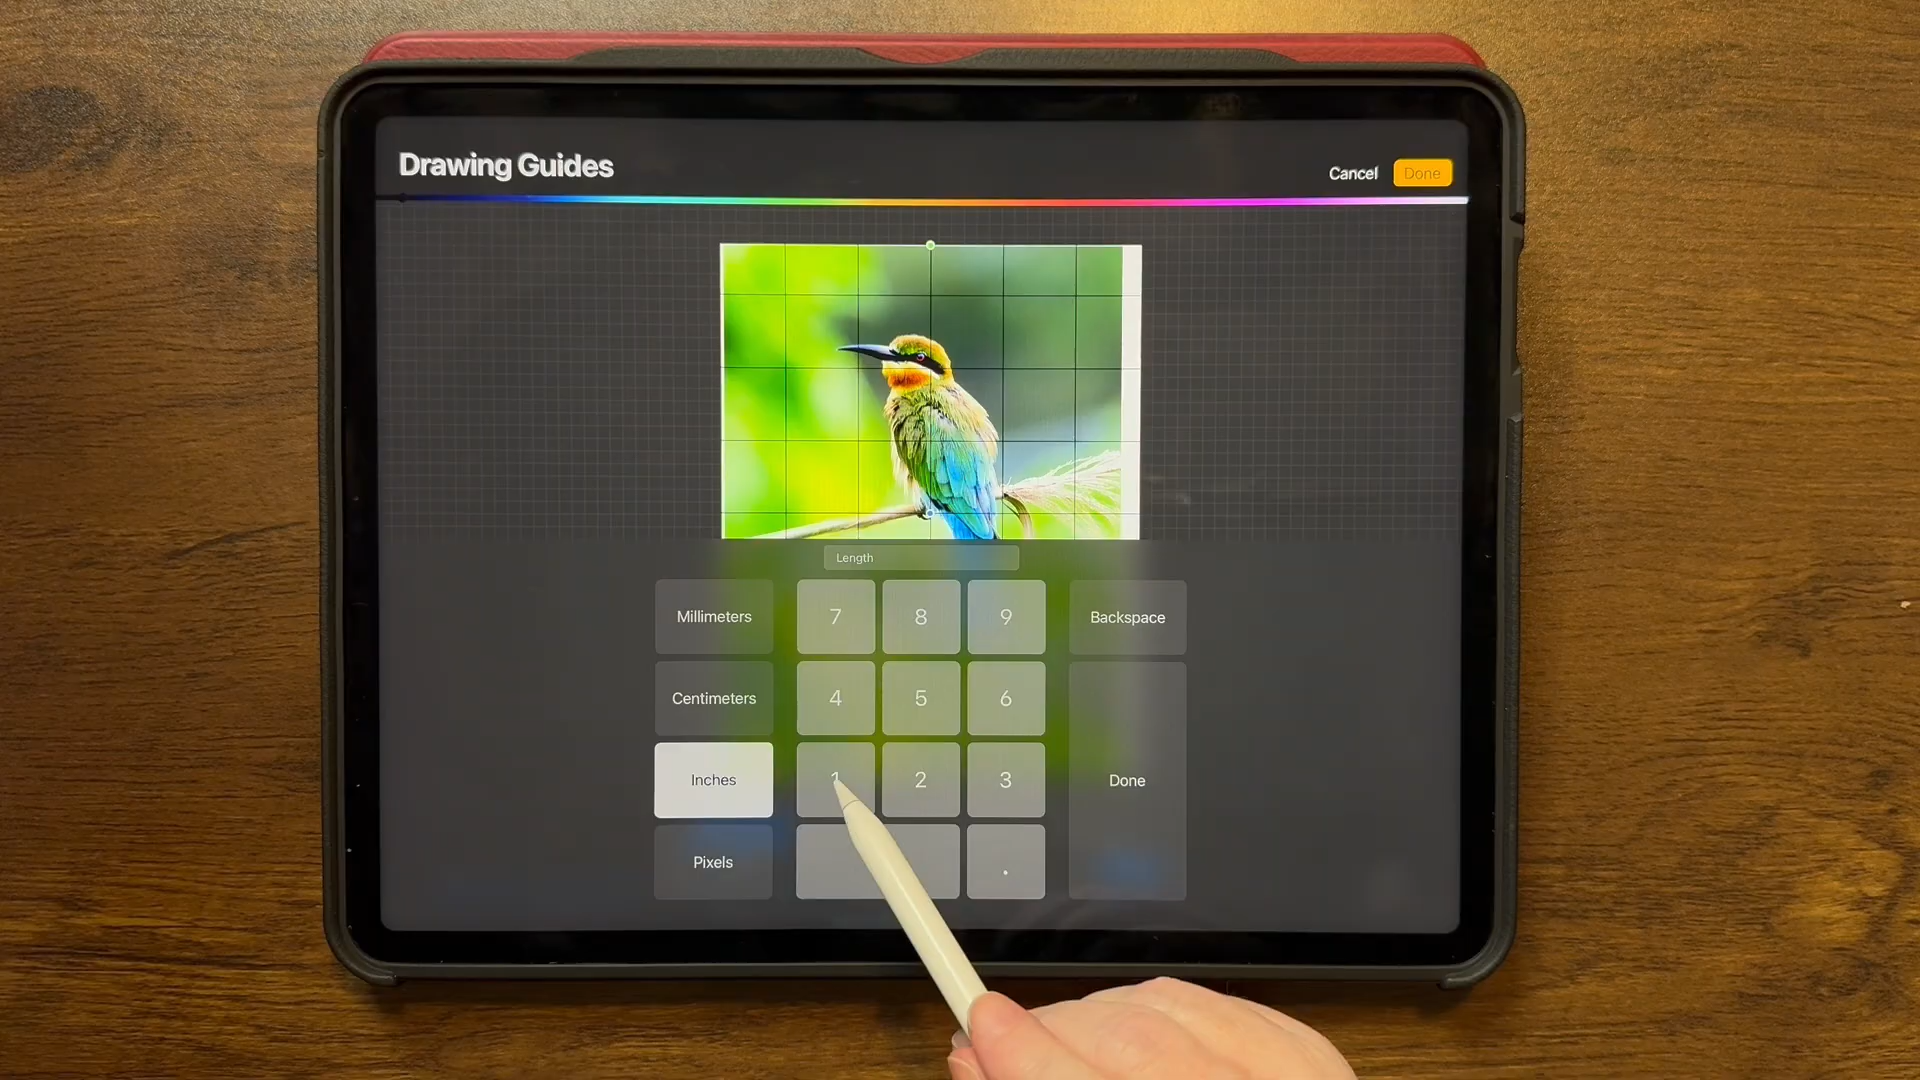 Drawing Guides
Cancel Done
Length
Millimeters 7 8 9 Backspace
Centimeters 4 5 6
Inches 1 2 3 Done
Pixels .